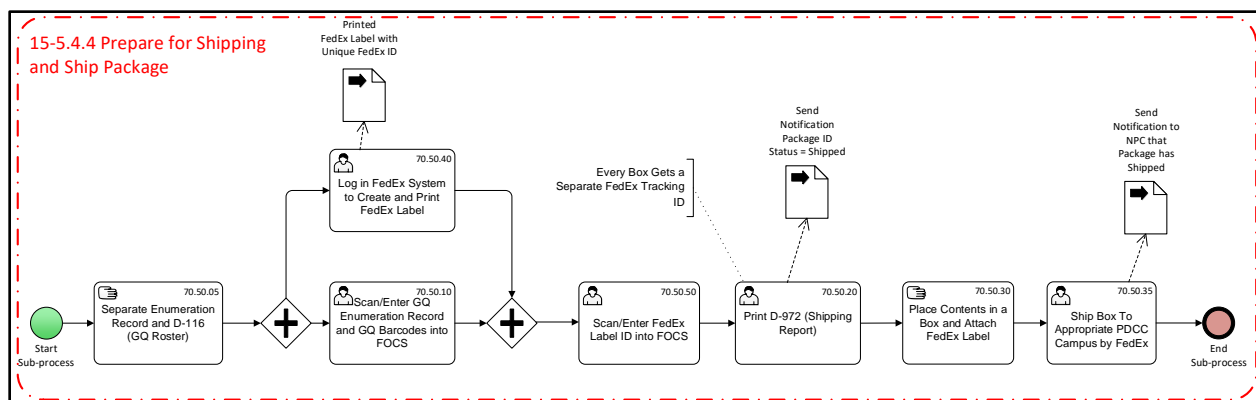 15-5.4.4 Prepare for Shipping
and Ship Package
Printed
FedEx Label with
Unique FedEx ID
70.50.40
Log in FedEx System
to Create and Print
FedEx Label
Send
Notification
Package ID
Status = Shipped
Send
Notification to
NPC that
Package has
Shipped
Every Box Gets a
Separate FedEx Tracking
ID
Start
Sub-process
70.50.05
Separate Enumeration
Record and D-116
(GQ Roster)
70.50.10
Scan/Enter GQ
Enumeration Record
and GQ Barcodes into
FOCS
70.50.50
Scan/Enter FedEx
Label ID into FOCS
70.50.20
Print D-972 (Shipping
Report)
70.50.30
Place Contents in a
Box and Attach
FedEx Label
70.50.35
Ship Box To
Appropriate PDCC
Campus by FedEx
End
Sub-process